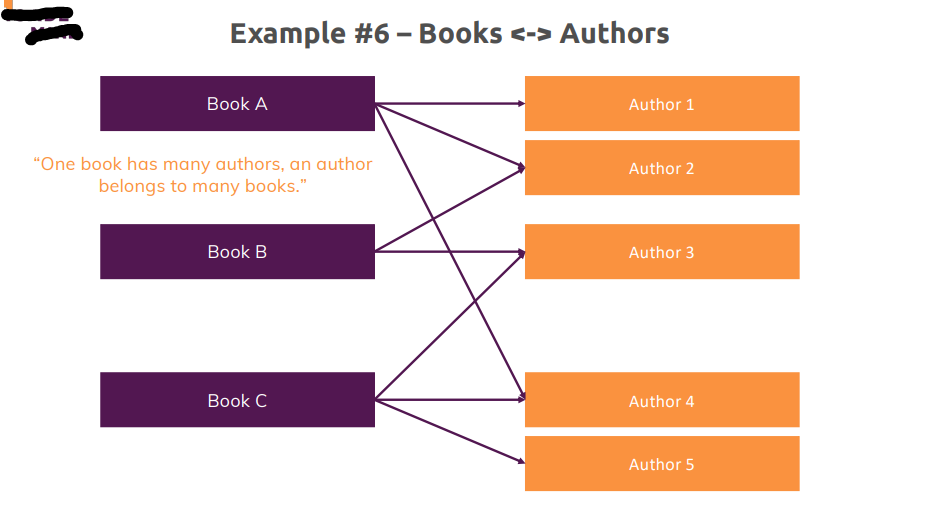 Example #6 – Books <-> Authors
Book A
Author 1
Author 2
“One book has many authors, an author
belongs to many books.”
Book B
Author 3
Book C
Author 4
Author 5